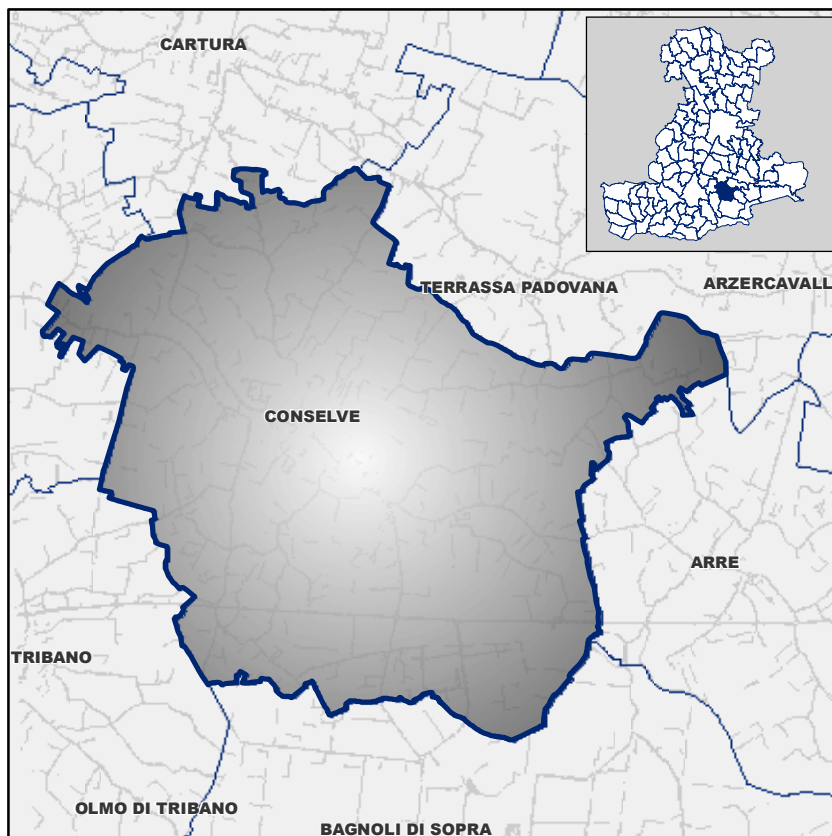 CARTURA
TERRASSA PADOVANA
ARZERCAVALL
CONSELVE
ARRE
TRIBANO
OLMO DI TRIBANO
BAGNOLI DI SOPRA